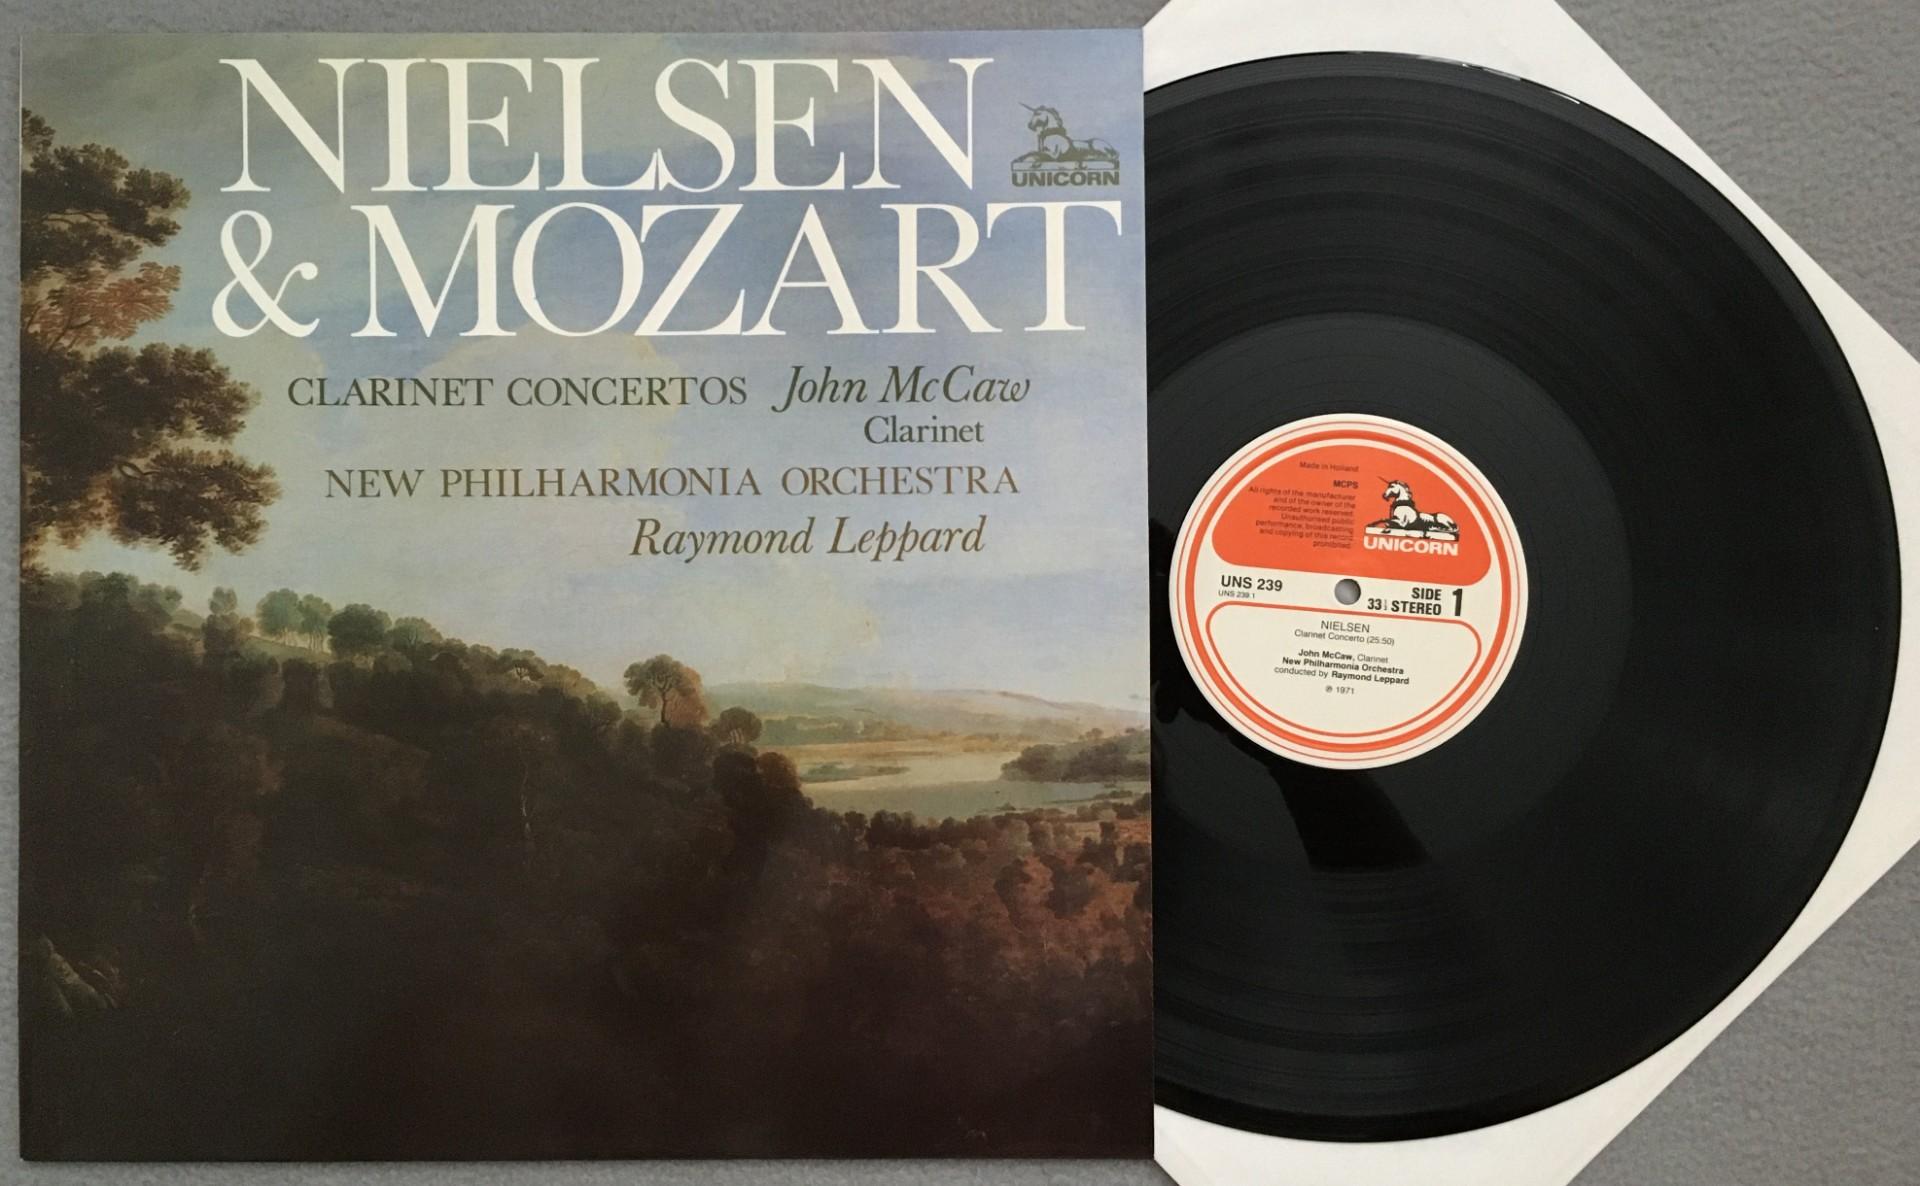 NIELSEN
UNICORN
& MOZART
CLARINET CONCERTOS John McCaw
Clarinet
NEW PHILHARMONIA ORCHESTRA
Raymond Leppard
Made in Holland
MCPS
All rights of the manufacturer
and of the owner of the
recorded work reserved.
Unauthorised public
performance, broadcasting
and copying of this record
prohibited.
UNICORN
UNS 239
UNS 239.1
SIDE 1
33⅓ STEREO
NIELSEN
Clarinet Concerto (25:50)
John McCaw, Clarinet
New Philharmonia Orchestra
conducted by Raymond Leppard
℗ 1971